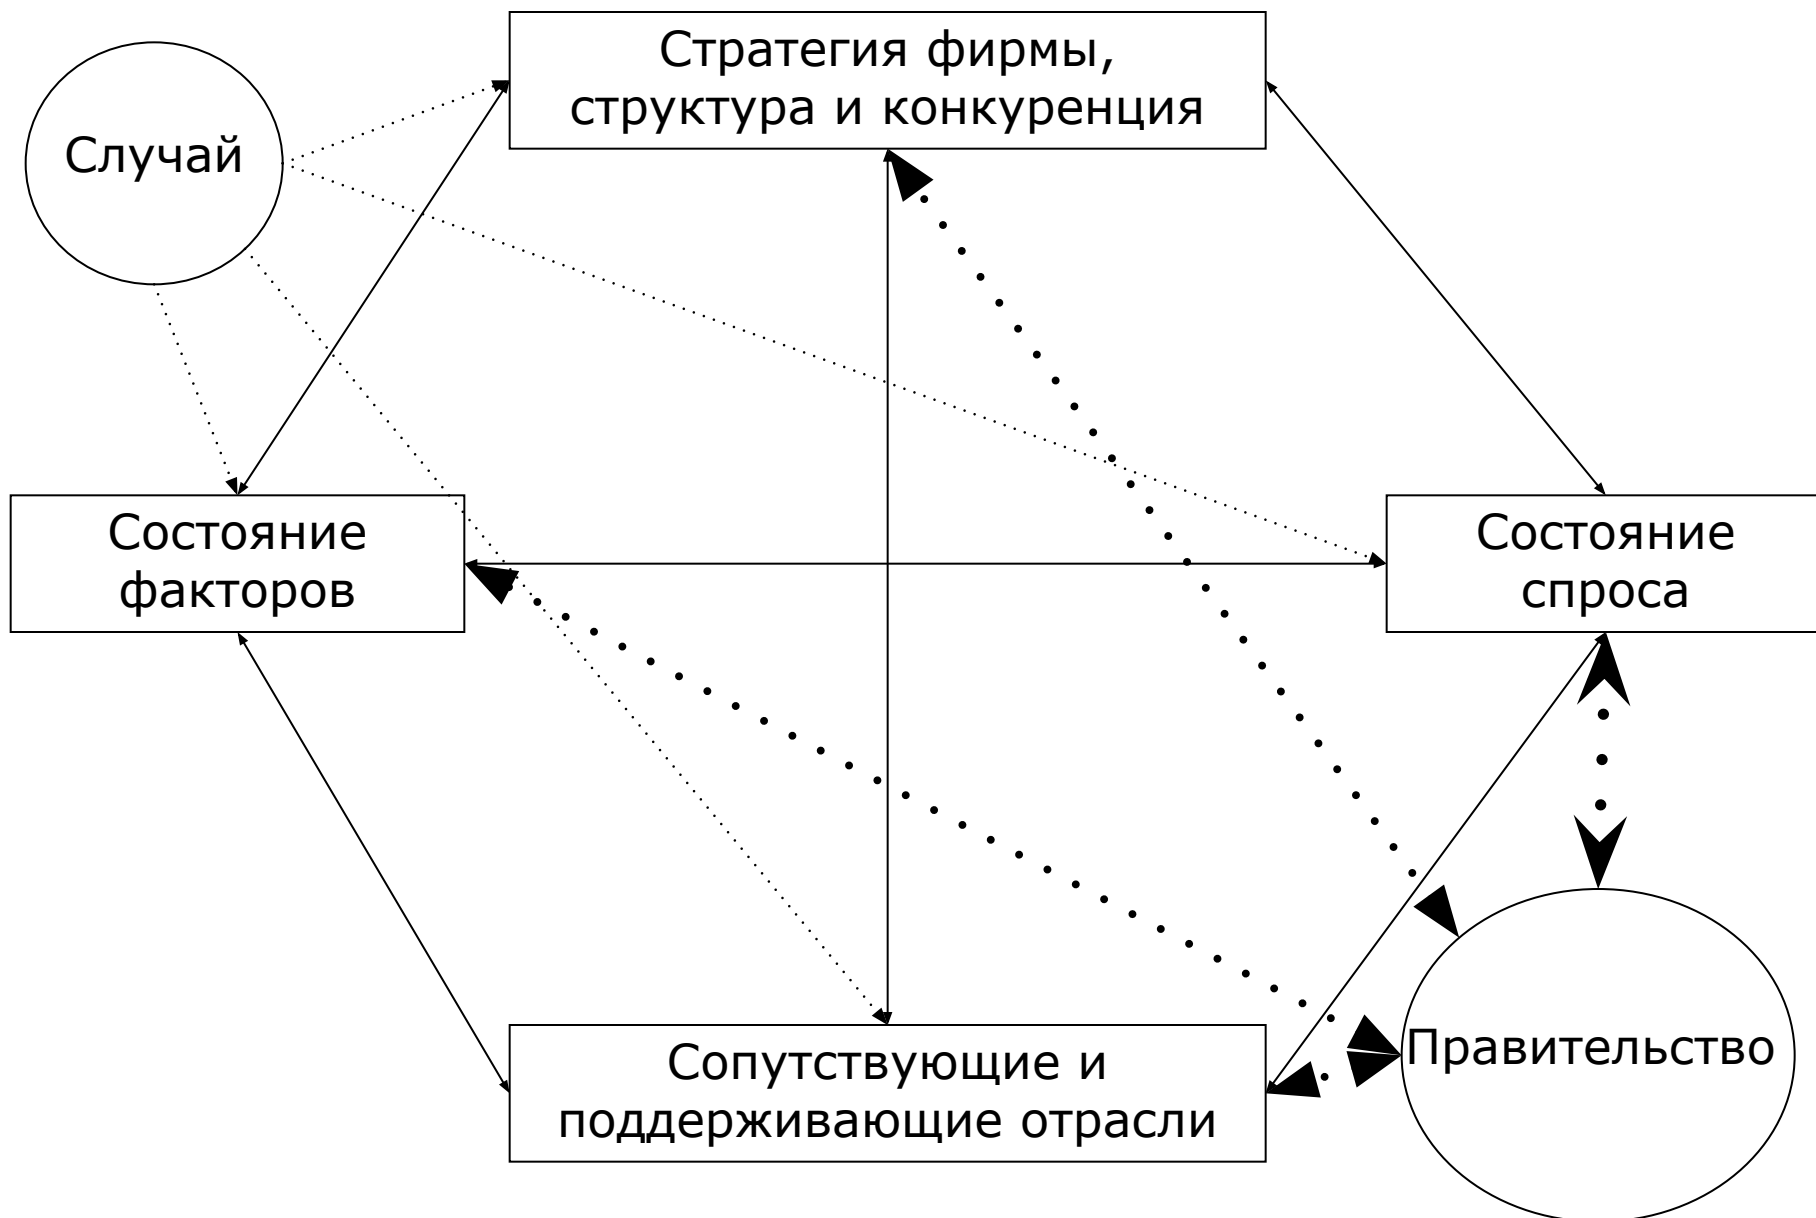 Стратегия фирмы,
структура и конкуренция
Случай
Состояние
факторов
Состояние
спроса
Сопутствующие и
поддерживающие отрасли
Правительство